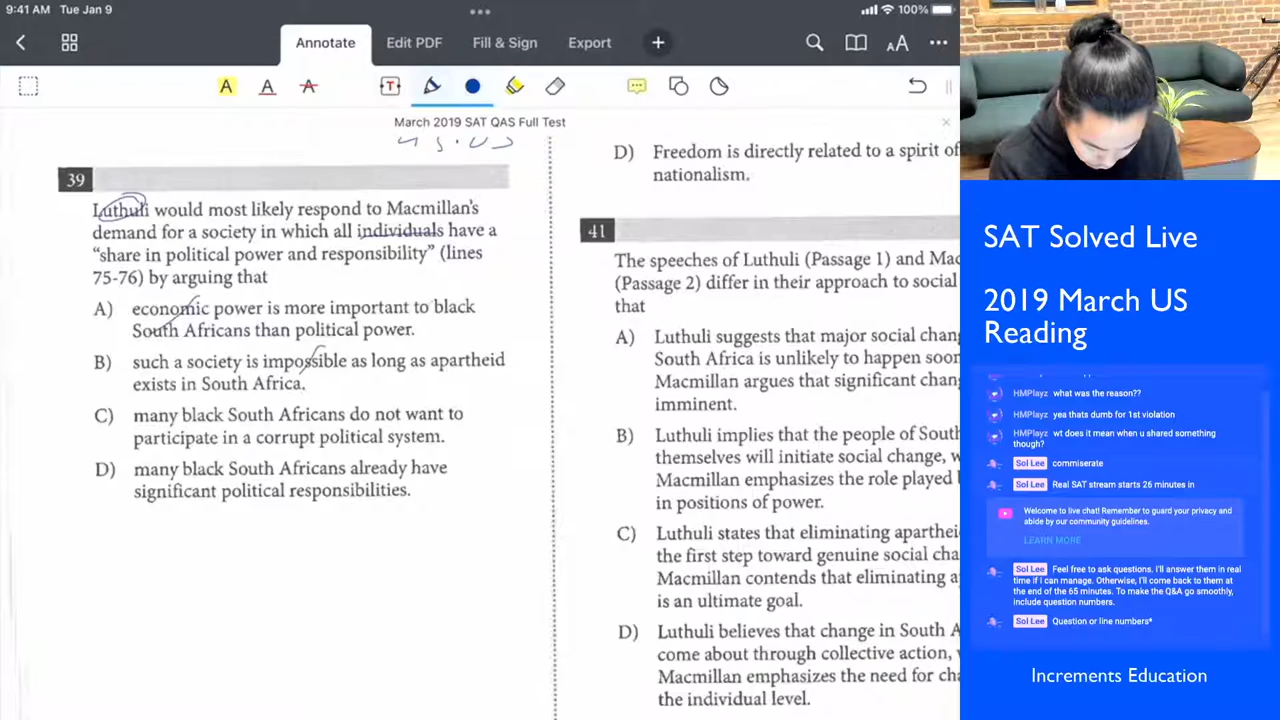 9:41 AM Tue Jan 9
100%
Annotate
Edit PDF
Fill & Sign
Export
March 2019 SAT QAS Full Test
39
Luthuli would most likely respond to Macmillan's
demand for a society in which all individuals have a
"share in political power and responsibility" (lines
75-76) by arguing that
A) economic power is more important to black
South Africans than political power.
B) such a society is impossible as long as apartheid
exists in South Africa.
C) many black South Africans do not want to
participate in a corrupt political system.
D) many black South Africans already have
significant political responsibilities.
D) Freedom is directly related to a spirit of
nationalism.
41
The speeches of Luthuli (Passage 1) and Mac
(Passage 2) differ in their approach to social
that
A) Luthuli suggests that major social chang
South Africa is unlikely to happen soon
Macmillan argues that significant chang
imminent.
B) Luthuli implies that the people of South
themselves will initiate social change, w
Macmillan emphasizes the role played b
in positions of power.
C) Luthuli states that eliminating apartheid
the first step toward genuine social cha
Macmillan contends that eliminating a
is an ultimate goal.
D) Luthuli believes that change in South A
come about through collective action, w
Macmillan emphasizes the need for cha
the individual level.
SAT Solved Live
2019 March US
Reading
HMPlayz what was the reason??
HMPlayz yea thats dumb for 1st violation
HMPlayz wt does it mean when u shared something
though?
Sol Lee commiserate
Sol Lee Real SAT stream starts 26 minutes in
Welcome to live chat! Remember to guard your privacy and
abide by our community guidelines.
LEARN MORE
Sol Lee Feel free to ask questions. I'll answer them in real
time if I can manage. Otherwise, I'll come back to them at
the end of the 65 minutes. To make the Q&A go smoothly,
include question numbers.
Sol Lee Question or line numbers*
Increments Education